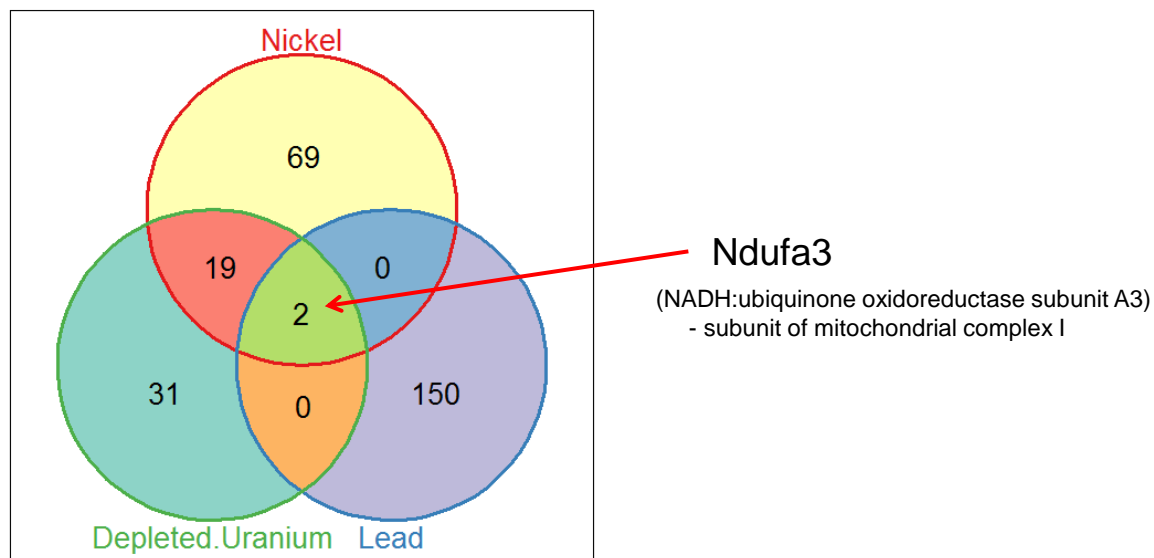 Nickel
69
19
0
2
31
0
150
Depleted.Uranium
Lead
Ndufa3
(NADH:ubiquinone oxidoreductase subunit A3)
- subunit of mitochondrial complex I